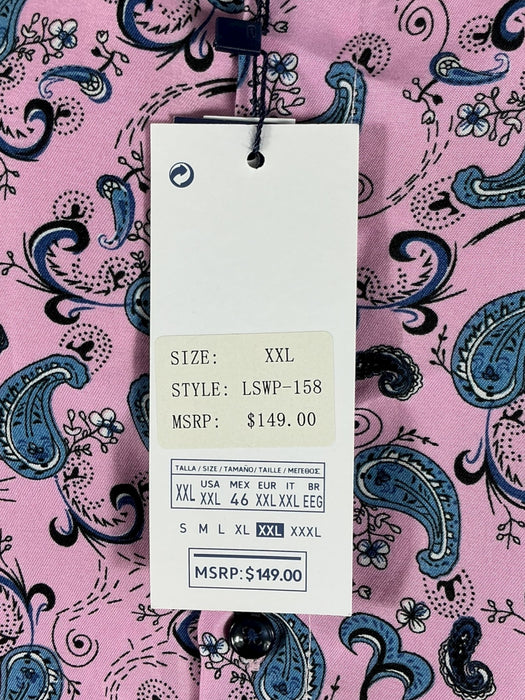 SIZE: XXL
STYLE: LSWP-158
MSRP: $149.00
TALLA / SIZE / TAMAÑO / TAILLE / ΜΕΓΕΘΟΣ
USA MEX EUR IT BR
XXL XXL 46 XXL XXL EEG
S M L XL XXL XXXL
MSRP: $149.00